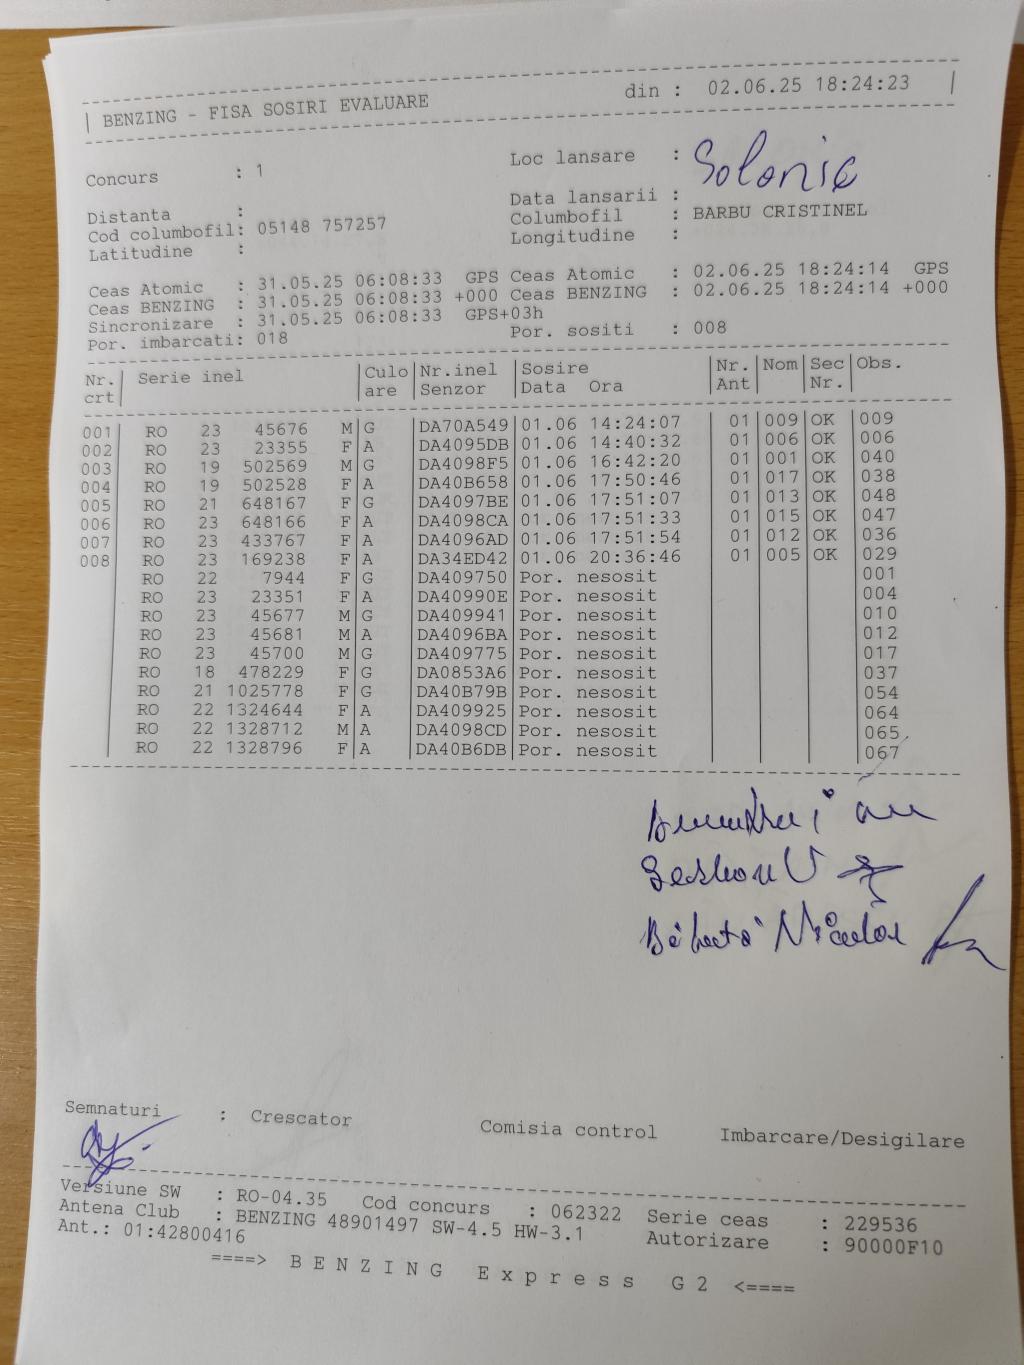 BENZING - FISA SOSIRI EVALUARE din : 02.06.25 18:24:23
Concurs : 1 Loc lansare : Solonic
Distanta : Data lansarii :
Cod columbofil: 05148 757257 Columbofil : BARBU CRISTINEL
Latitudine : Longitudine :
Ceas Atomic : 31.05.25 06:08:33 GPS Ceas Atomic : 02.06.25 18:24:14 GPS
Ceas BENZING : 31.05.25 06:08:33 +000 Ceas BENZING : 02.06.25 18:24:14 +000
Sincronizare : 31.05.25 06:08:33 GPS+03h
Por. imbarcati: 018 Por. sositi : 008
Nr. Serie inel Culo Nr.inel Sosire Nr. Nom Sec Obs.
crt are Senzor Data Ora Ant Nr.
001 RO 23 45676 M G DA70A549 01.06 14:24:07 01 009 OK 009
002 RO 23 23355 F A DA4095DB 01.06 14:40:32 01 006 OK 006
003 RO 19 502569 M G DA4098F5 01.06 16:42:20 01 001 OK 040
004 RO 19 502528 F A DA40B658 01.06 17:50:46 01 017 OK 038
005 RO 21 648167 F G DA4097BE 01.06 17:51:07 01 013 OK 048
006 RO 23 648166 F A DA4098CA 01.06 17:51:33 01 015 OK 047
007 RO 23 433767 F A DA4096AD 01.06 17:51:54 01 012 OK 036
008 RO 23 169238 F A DA34ED42 01.06 20:36:46 01 005 OK 029
RO 22 7944 F G DA409750 Por. nesosit 001
RO 23 23351 F A DA40990E Por. nesosit 004
RO 23 45677 M G DA409941 Por. nesosit 010
RO 23 45681 M A DA4096BA Por. nesosit 012
RO 23 45700 M G DA409775 Por. nesosit 017
RO 18 478229 F G DA0853A6 Por. nesosit 037
RO 21 1025778 F G DA40B79B Por. nesosit 054
RO 22 1324644 F A DA409925 Por. nesosit 064
RO 22 1328712 M A DA4098CD Por. nesosit 065
RO 22 1328796 F A DA40B6DB Por. nesosit 067
Semnaturi : Crescator Comisia control Imbarcare/Desigilare
Versiune SW : RO-04.35 Cod concurs : 062322 Serie ceas : 229536
Antena Club : BENZING 48901497 SW-4.5 HW-3.1 Autorizare : 90000F10
Ant.: 01:42800416
====> BENZING Express G2 <====